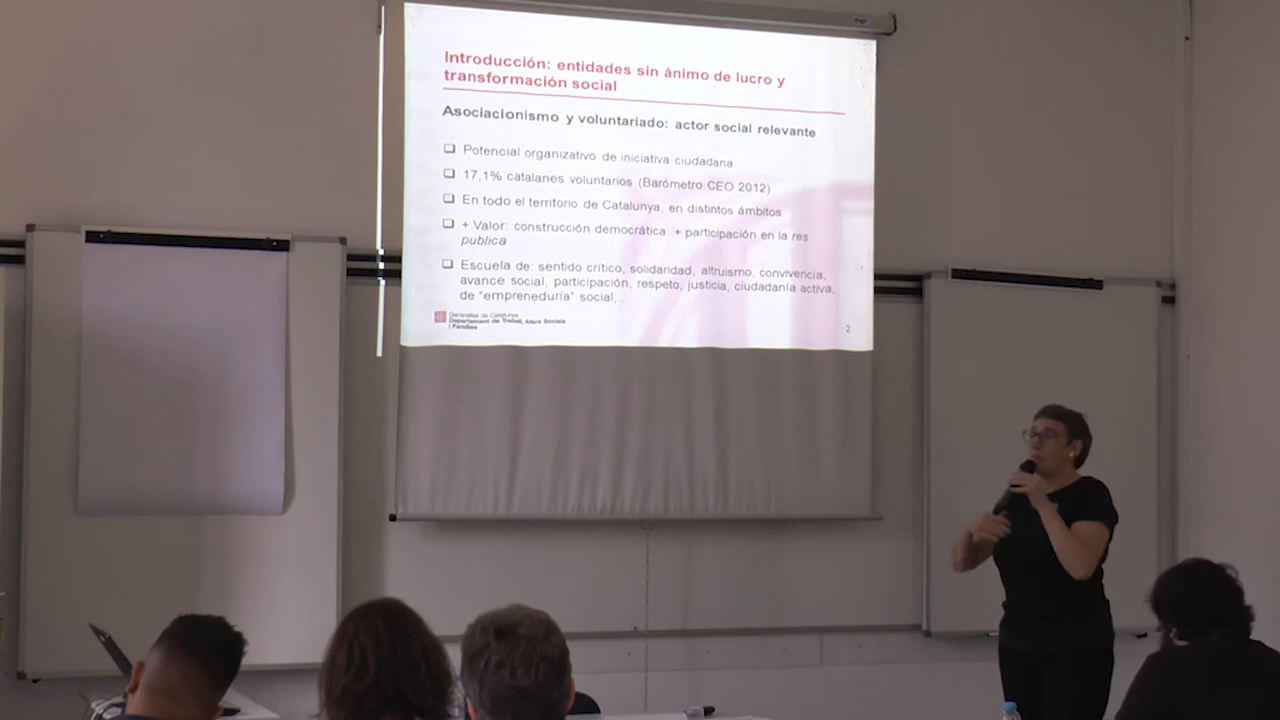 Introducción: entidades sin ánimo de lucro y
transformación social
Asociacionismo y voluntariado: actor social relevante
❑ Potencial organizativo de iniciativa ciudadana
❑ 17,1% catalanes voluntarios (Barómetro CEO 2012)
❑ En todo el territorio de Catalunya, en distintos ámbitos
❑ + Valor: construcción democrática + participación en la res
publica
❑ Escuela de: sentido crítico, solidaridad, altruismo, convivencia,
avance social, participación, respeto, justicia, ciudadanía activa,
de "empreneduría" social,..
Generalitat de Catalunya
Departament de Treball, Afers Socials
i Famílies
2